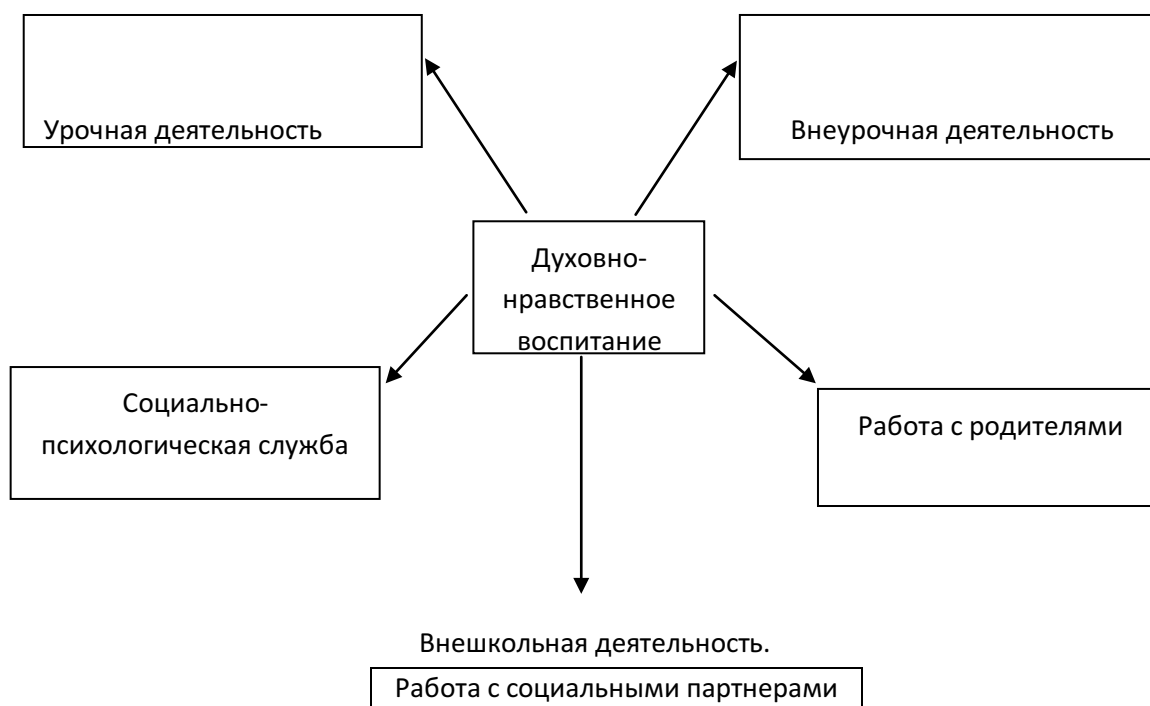 Урочная деятельность
Внеурочная деятельность
Духовно-
нравственное
воспитание
Социально-
психологическая служба
Работа с родителями
Внешкольная деятельность.
Работа с социальными партнерами